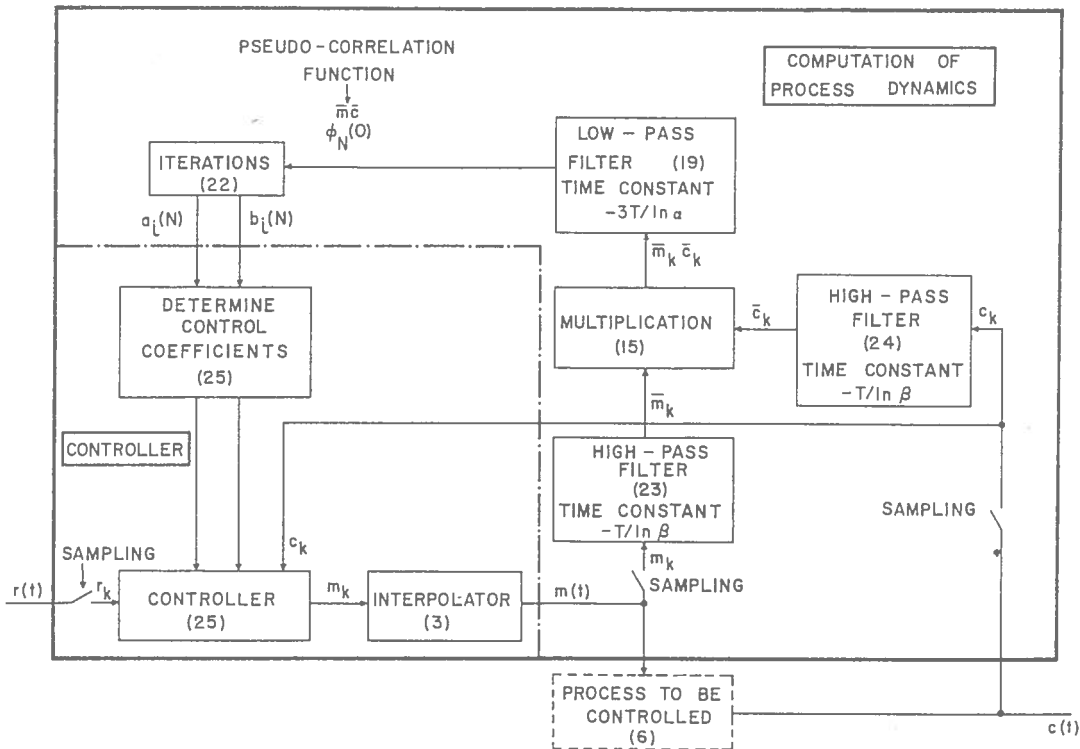 PSEUDO-CORRELATION
FUNCTION
m̅c̅
ϕN(0)
COMPUTATION OF
PROCESS DYNAMICS
LOW-PASS
FILTER (19)
TIME CONSTANT
-3T/ln α
ITERATIONS
(22)
ai(N)
bi(N)
m̅k c̅k
DETERMINE
CONTROL
COEFFICIENTS
(25)
MULTIPLICATION
(15)
c̅k
HIGH-PASS
FILTER
(24)
TIME CONSTANT
-T/ln β
ck
m̅k
CONTROLLER
HIGH-PASS
FILTER
(23)
TIME CONSTANT
-T/ln β
SAMPLING
ck
mk
SAMPLING
SAMPLING
r(t)
rk
CONTROLLER
(25)
mk
INTERPOLATOR
(3)
m(t)
PROCESS TO BE
CONTROLLED
(6)
c(t)